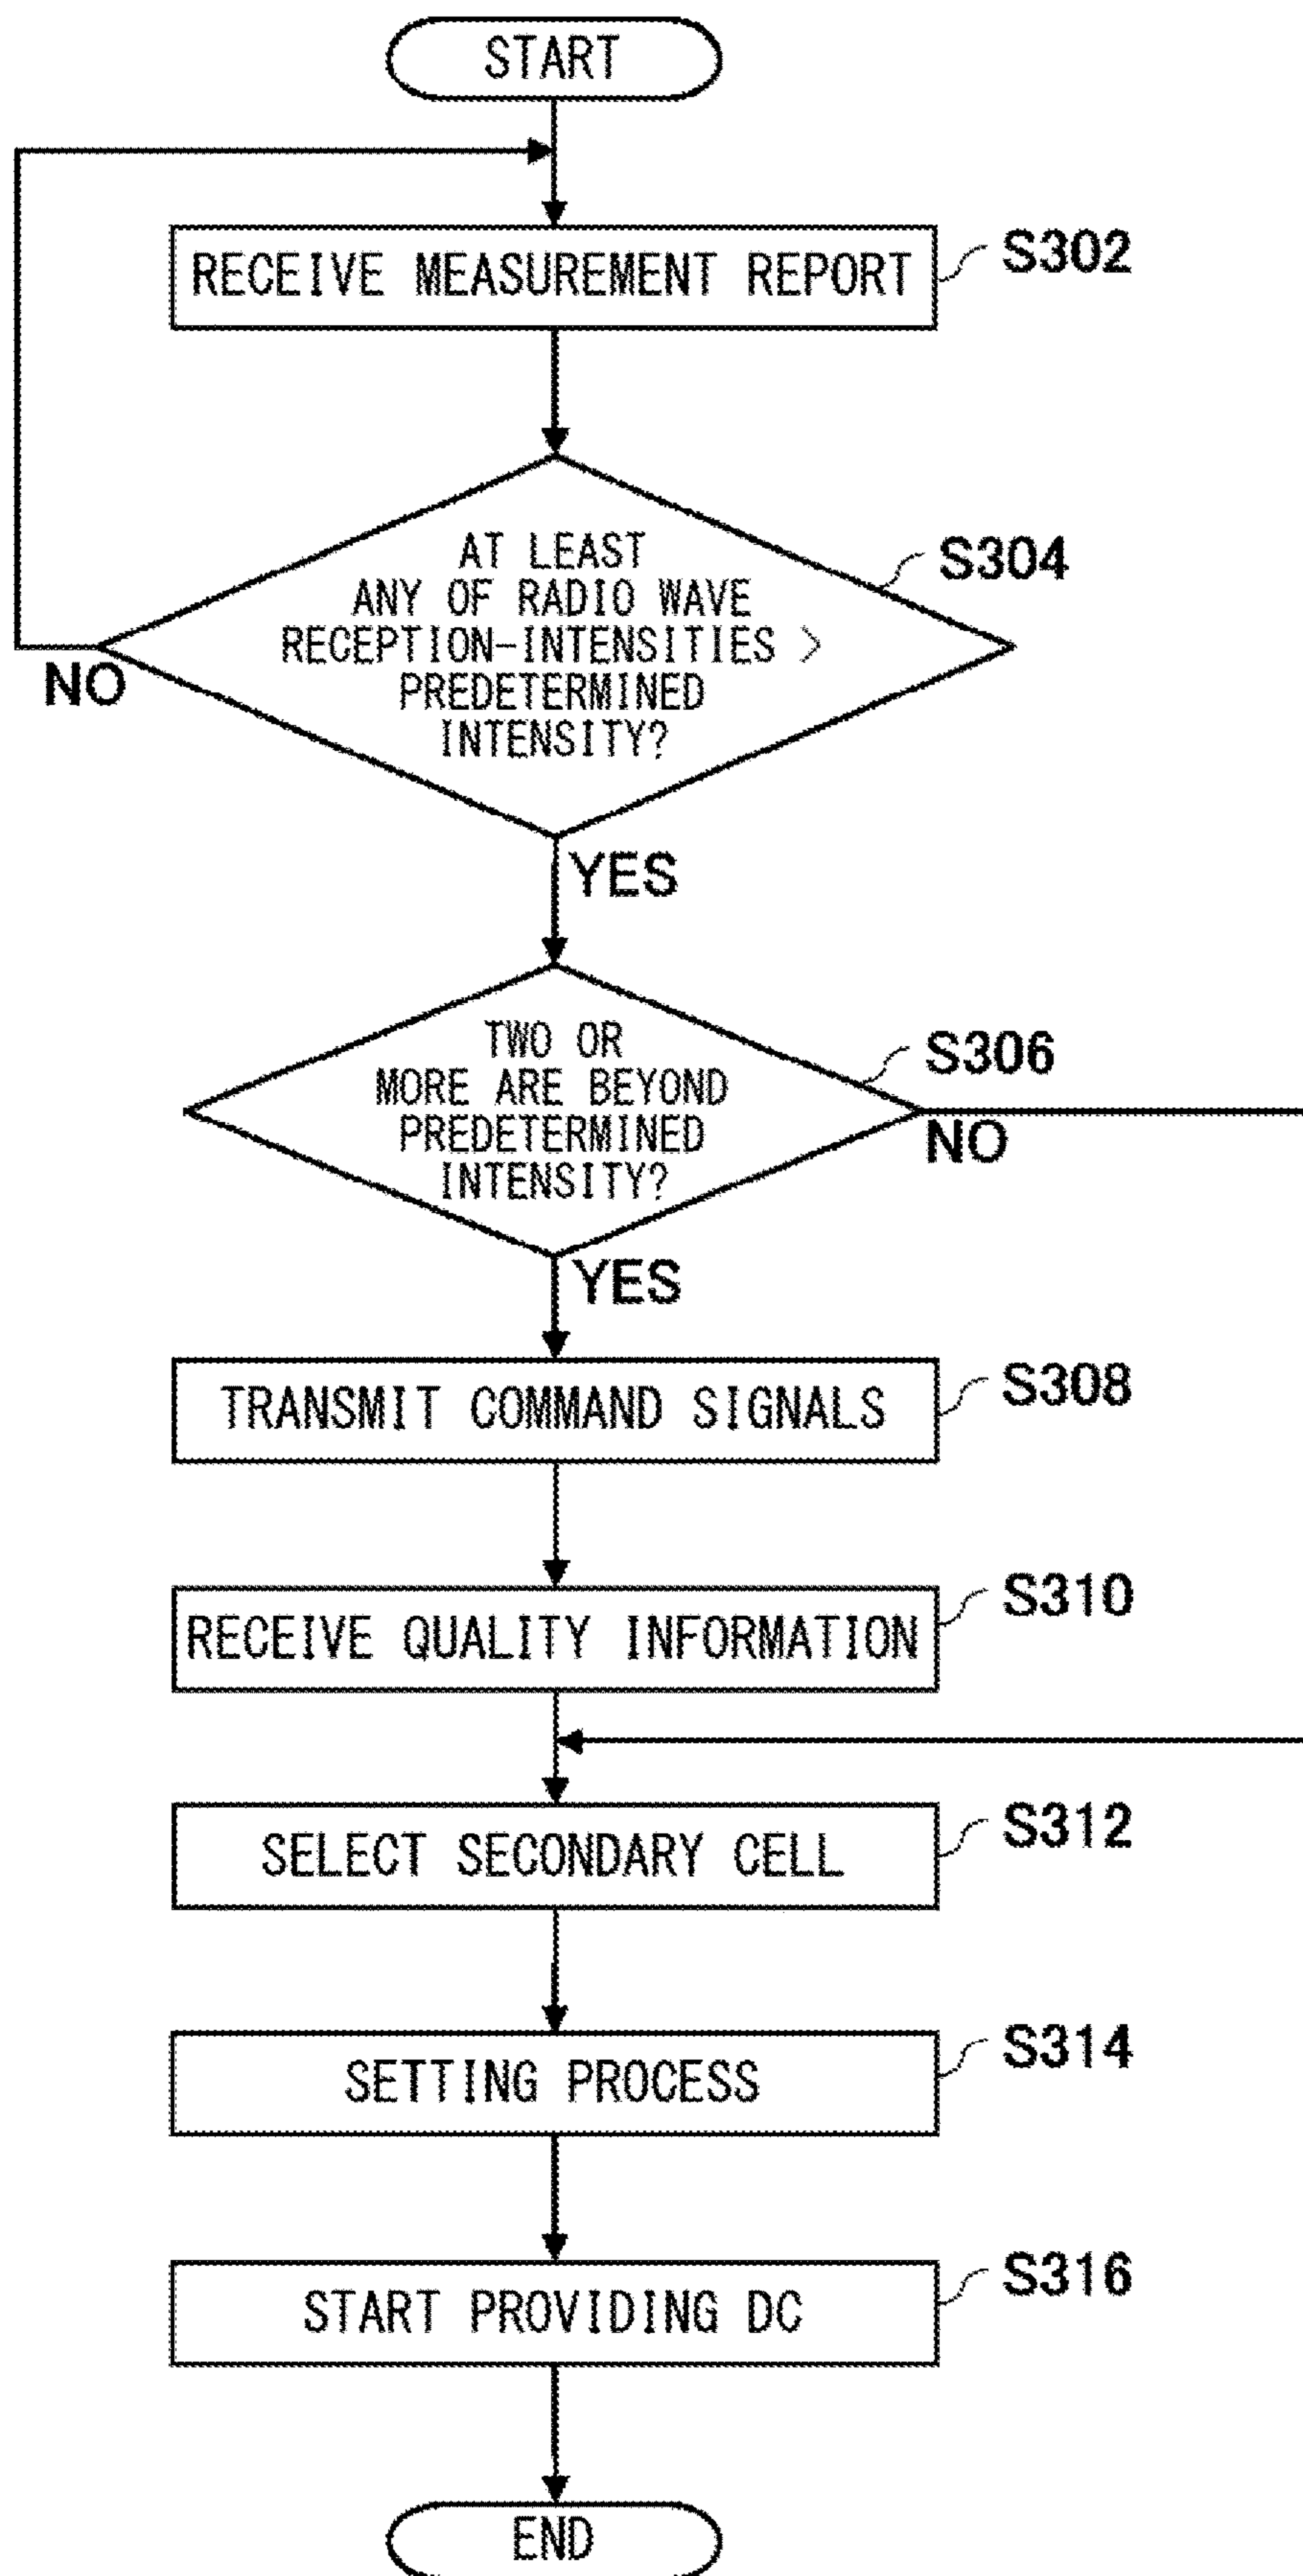 START
RECEIVE MEASUREMENT REPORT
S302
AT LEAST
ANY OF RADIO WAVE
RECEPTION-INTENSITIES >
PREDETERMINED
INTENSITY?
S304
NO
YES
TWO OR
MORE ARE BEYOND
PREDETERMINED
INTENSITY?
S306
NO
YES
TRANSMIT COMMAND SIGNALS
S308
RECEIVE QUALITY INFORMATION
S310
SELECT SECONDARY CELL
S312
SETTING PROCESS
S314
START PROVIDING DC
S316
END